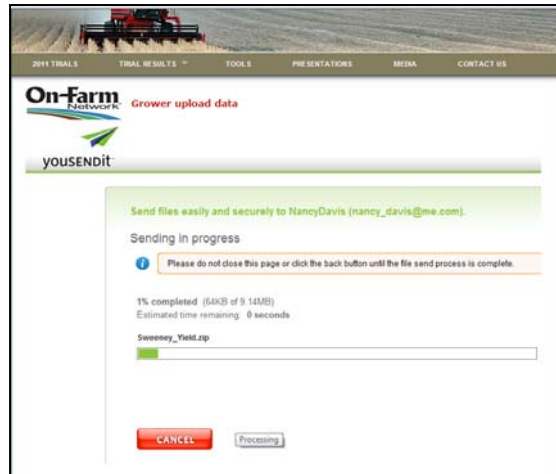 2011 TRIALS TRIAL RESULTS TOOLS PRESENTATIONS MEDIA CONTACT US
On-Farm
Network
Grower upload data
YOUSENDiT
Send files easily and securely to NancyDavis (nancy_davis@me.com).
Sending in progress
Please do not close this page or click the back button until the file send process is complete.
1% completed (64KB of 9.14MB)
Estimated time remaining: 0 seconds
Sweeney_Yield.zip
CANCEL Processing